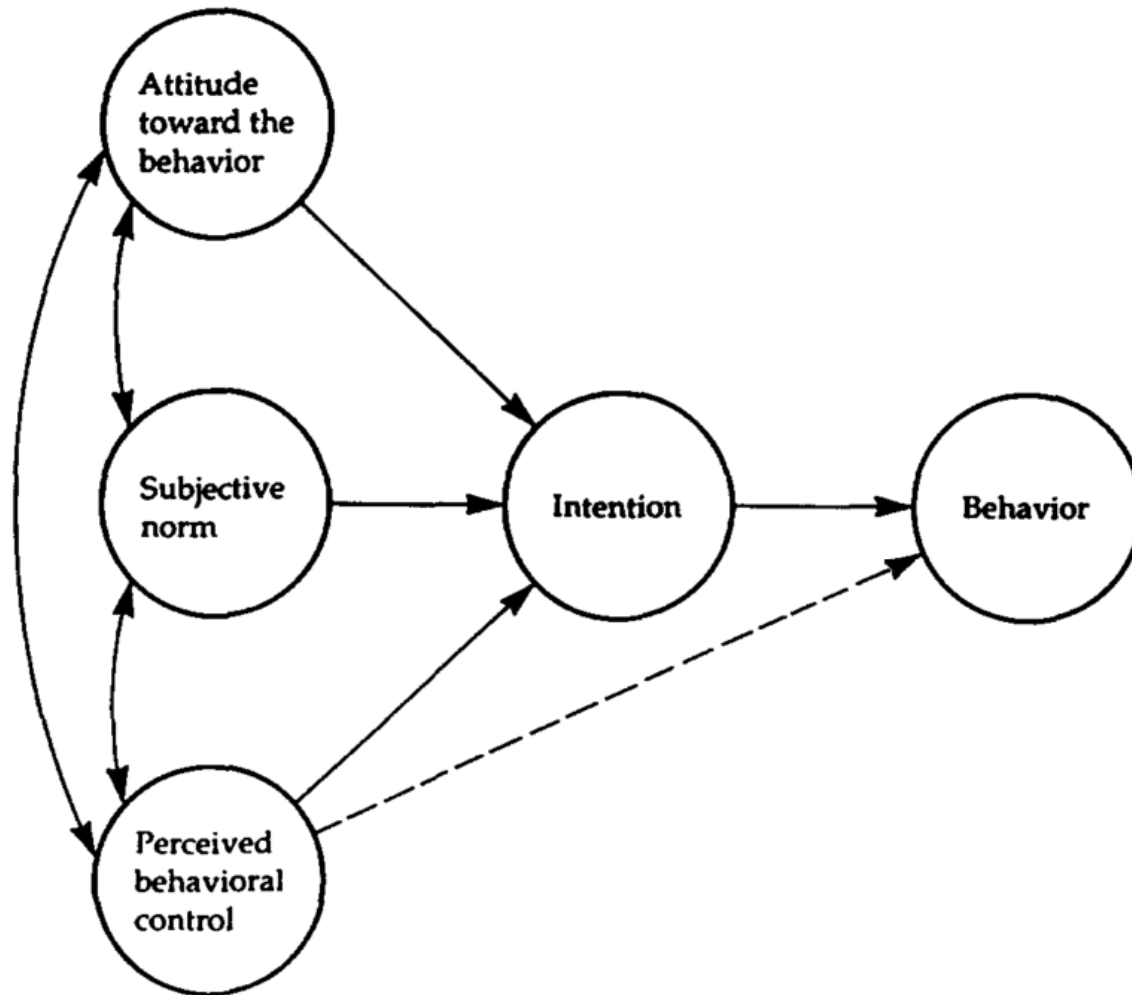 Attitude
toward the
behavior
Subjective
norm
Intention
Behavior
Perceived
behavioral
control